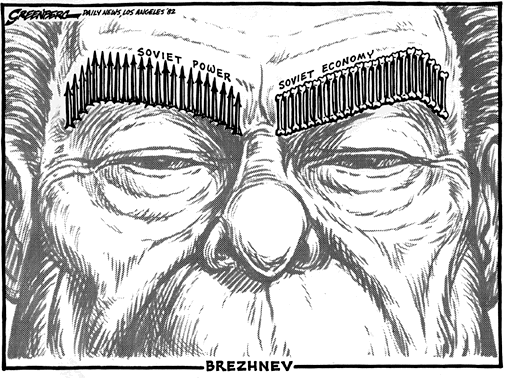 GREENBERG DAILY NEWS, LOS ANGELES '82
SOVIET POWER
SOVIET ECONOMY
BREZHNEV